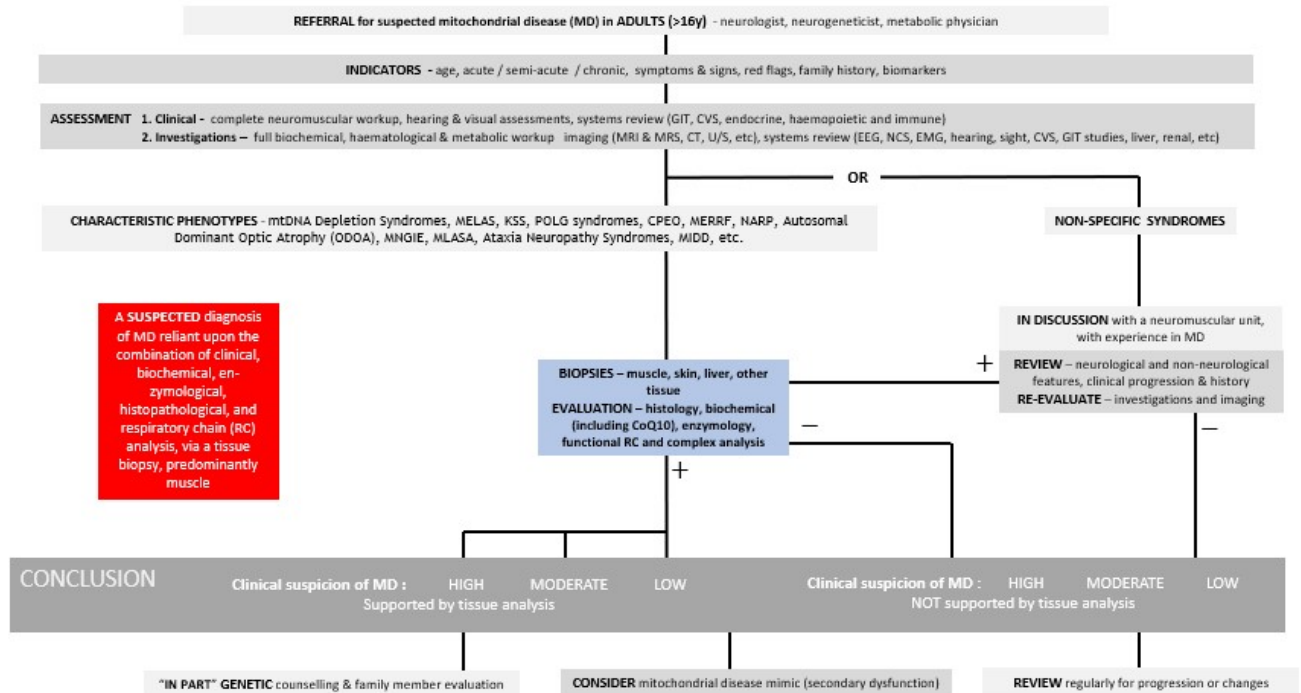 REFERRAL for suspected mitochondrial disease (MD) in ADULTS (>16y) - neurologist, neurogeneticist, metabolic physician
INDICATORS - age, acute / semi-acute / chronic, symptoms & signs, red flags, family history, biomarkers
ASSESSMENT 1. Clinical - complete neuromuscular workup, hearing & visual assessments, systems review (GIT, CVS, endocrine, haemopoietic and immune)
2. Investigations – full biochemical, haematological & metabolic workup imaging (MRI & MRS, CT, U/S, etc), systems review (EEG, NCS, EMG, hearing, sight, CVS, GIT studies, liver, renal, etc)
OR
CHARACTERISTIC PHENOTYPES - mtDNA Depletion Syndromes, MELAS, KSS, POLG syndromes, CPEO, MERRF, NARP, Autosomal
Dominant Optic Atrophy (ODOA), MNGIE, MLASA, Ataxia Neuropathy Syndromes, MIDD, etc.
NON-SPECIFIC SYNDROMES
A SUSPECTED diagnosis
of MD reliant upon the
combination of clinical,
biochemical, en-
zymological,
histopathological, and
respiratory chain (RC)
analysis, via a tissue
biopsy, predominantly
muscle
IN DISCUSSION with a neuromuscular unit,
with experience in MD
+
REVIEW – neurological and non-neurological
features, clinical progression & history
RE-EVALUATE – investigations and imaging
BIOPSIES – muscle, skin, liver, other
tissue
EVALUATION – histology, biochemical
(including CoQ10), enzymology,
functional RC and complex analysis
–
–
+
CONCLUSION
Clinical suspicion of MD : HIGH MODERATE LOW
Supported by tissue analysis
Clinical suspicion of MD : HIGH MODERATE LOW
NOT supported by tissue analysis
"IN PART" GENETIC counselling & family member evaluation
CONSIDER mitochondrial disease mimic (secondary dysfunction)
REVIEW regularly for progression or changes